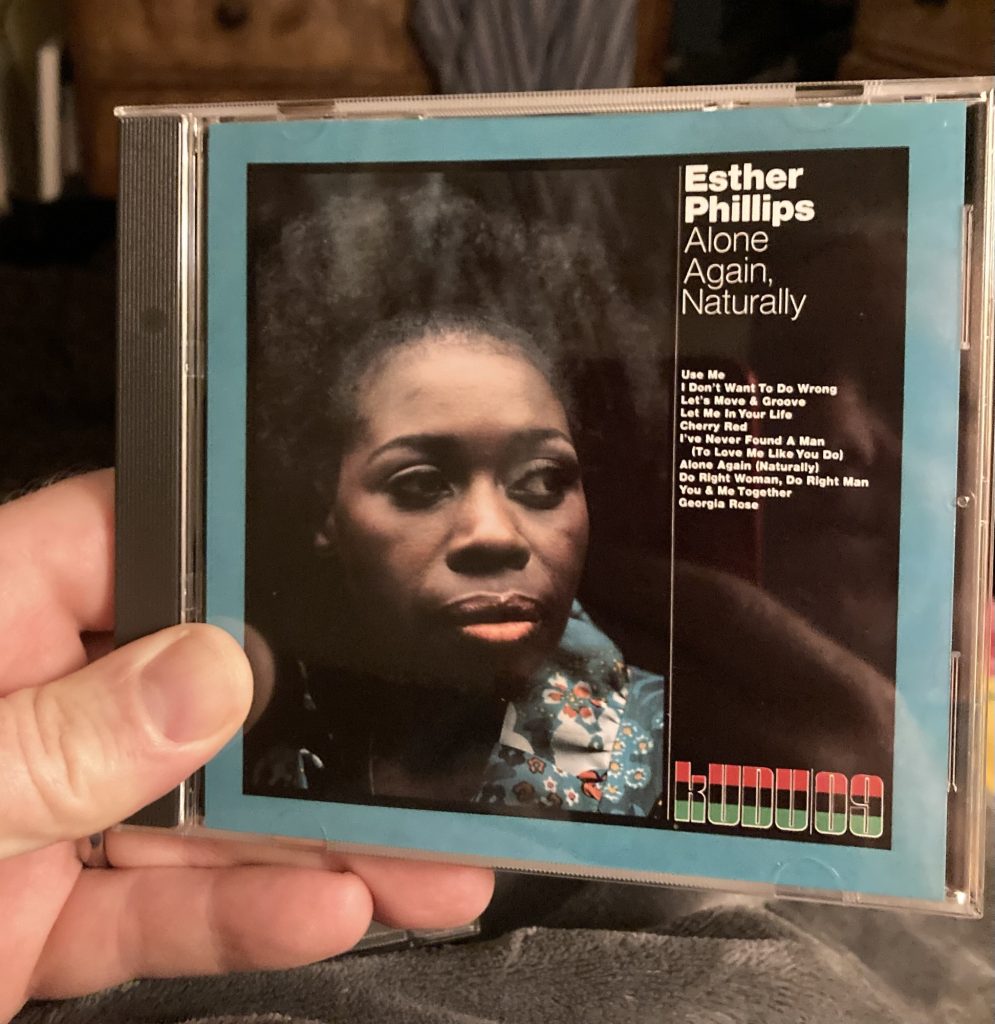 Esther
Phillips
Alone
Again,
Naturally
Use Me
I Don't Want To Do Wrong
Let's Move & Groove
Let Me In Your Life
Cherry Red
I've Never Found A Man
(To Love Me Like You Do)
Alone Again (Naturally)
Do Right Woman, Do Right Man
You & Me Together
Georgia Rose
kUDU/09